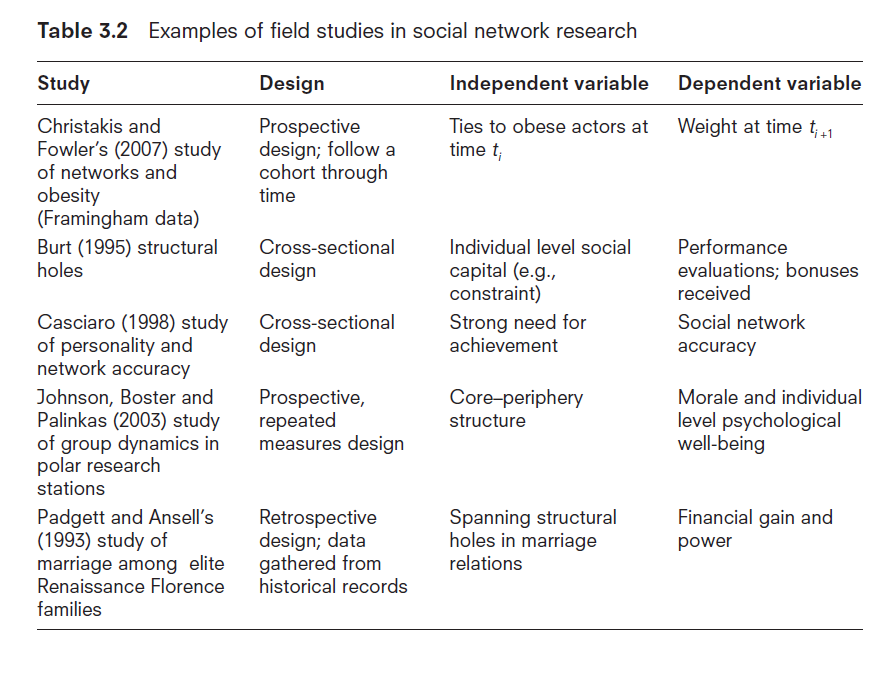 Table 3.2 Examples of field studies in social network research
Study Design Independent variable Dependent variable
Christakis and Prospective Ties to obese actors at Weight at time tᵢ₊₁
Fowler’s (2007) study design; follow a time tᵢ
of networks and cohort through
obesity time
(Framingham data)
Burt (1995) structural Cross-sectional Individual level social Performance
holes design capital (e.g., evaluations; bonuses
constraint) received
Casciaro (1998) study Cross-sectional Strong need for Social network
of personality and design achievement accuracy
network accuracy
Johnson, Boster and Prospective, Core–periphery Morale and individual
Palinkas (2003) study repeated structure level psychological
of group dynamics in measures design well-being
polar research
stations
Padgett and Ansell’s Retrospective Spanning structural Financial gain and
(1993) study of design; data holes in marriage power
marriage among elite gathered from relations
Renaissance Florence historical records
families